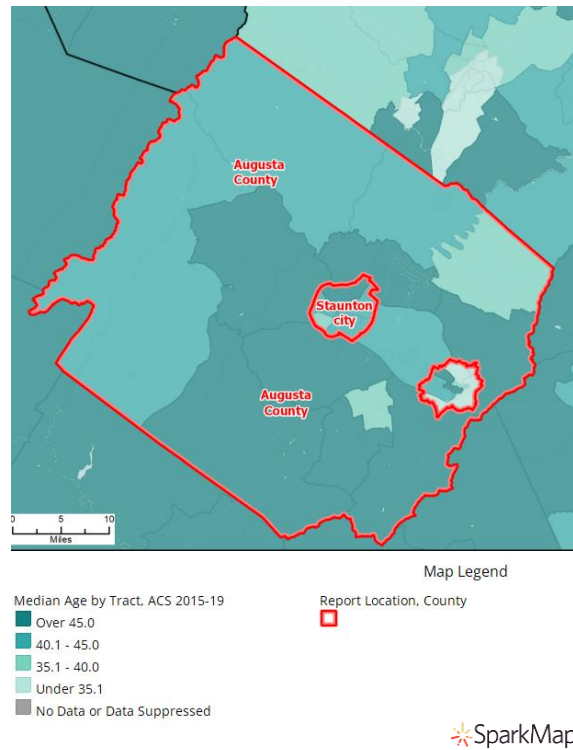 Augusta
County
Staunton
city
Augusta
County
0 5 10
Miles
Map Legend
Median Age by Tract, ACS 2015-19
Over 45.0
40.1 - 45.0
35.1 - 40.0
Under 35.1
No Data or Data Suppressed
Report Location, County
SparkMap